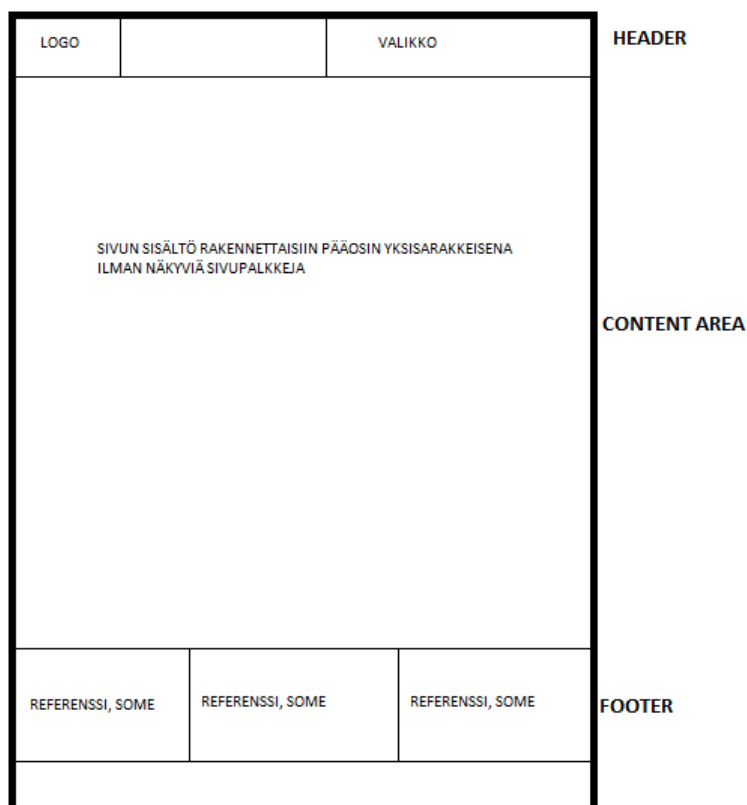 LOGO
VALIKKO
HEADER
SIVUN SISÄLTÖ RAKENNETTAISIIN PÄÄOSIN YKSISARAKKEISENA
ILMAN NÄKYVIÄ SIVUPALKKEJA
CONTENT AREA
REFERENSSI, SOME
REFERENSSI, SOME
REFERENSSI, SOME
FOOTER